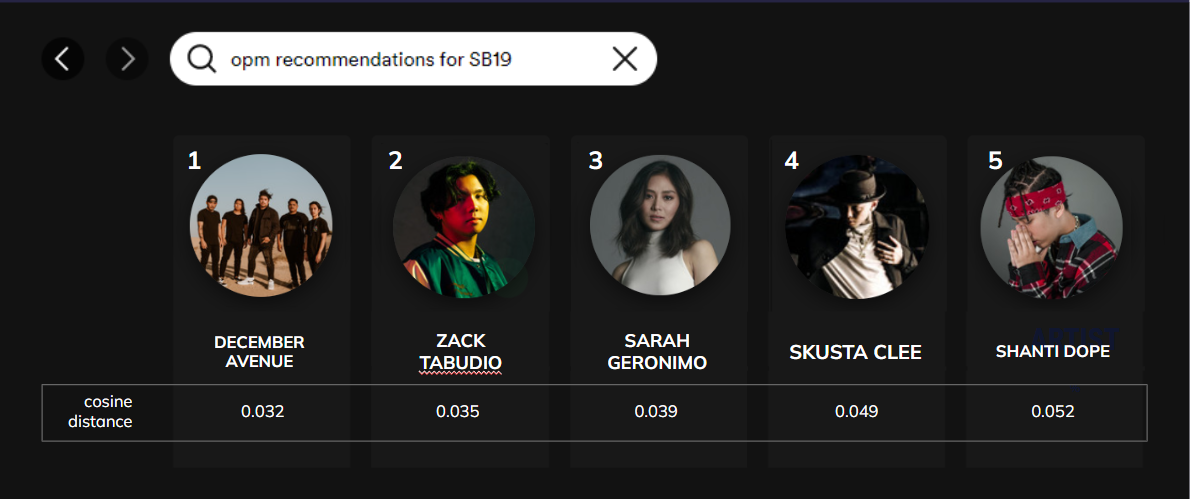 opm recommendations for SB19
1
2
3
4
5
DECEMBER
AVENUE
ZACK
TABUDIO
SARAH
GERONIMO
SKUSTA CLEE
ARTIST
SHANTI DOPE
cosine
distance
0.032
0.035
0.039
0.049
0.052